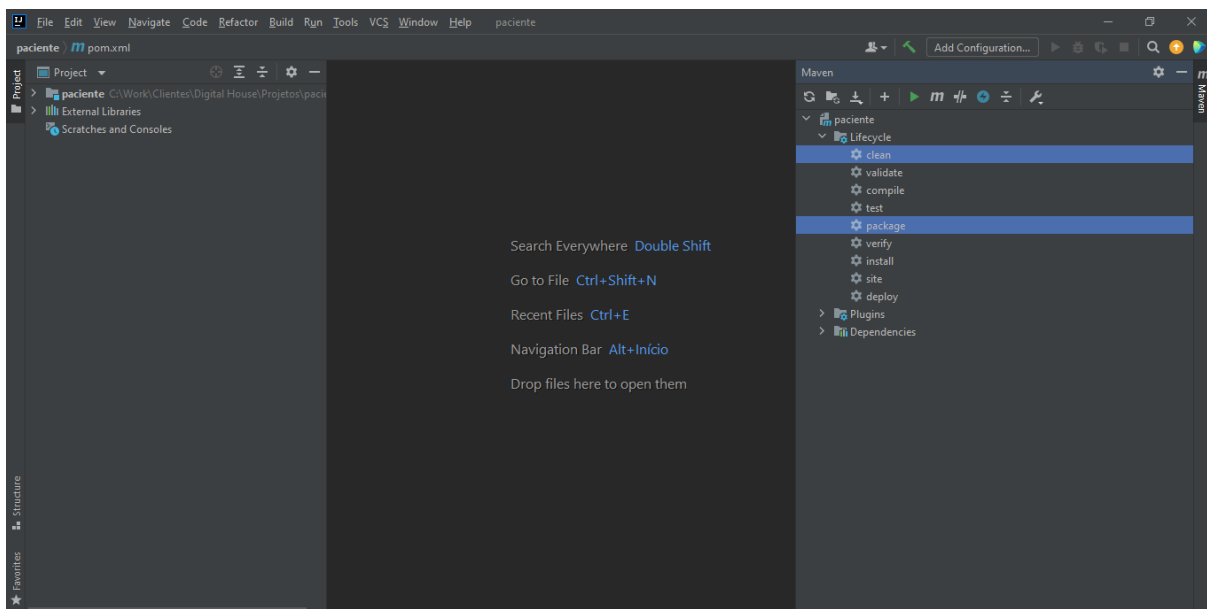 File Edit View Navigate Code Refactor Build Run Tools VCS Window Help paciente
paciente pom.xml
Add Configuration...
Project
Project
paciente C:\Work\Clientes\Digital House\Projetos\paci
External Libraries
Scratches and Consoles
Search Everywhere Double Shift
Go to File Ctrl+Shift+N
Recent Files Ctrl+E
Navigation Bar Alt+Início
Drop files here to open them
Maven
paciente
Lifecycle
clean
validate
compile
test
package
verify
install
site
deploy
Plugins
Dependencies
Maven
Structure
Favorites